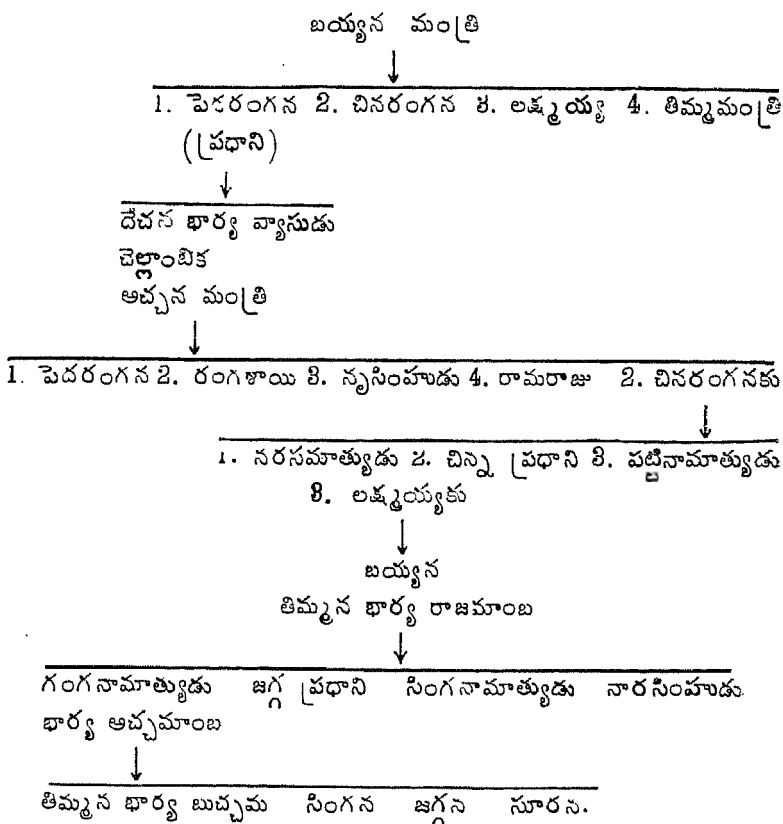 బయ్యన మంత్రి
1. పెదరంగన 2. చినరంగన 3. లక్ష్మయ్య 4. తిమ్మమంత్రి
(ప్రధాని)
దేచన భార్య వ్యాసుడు
చెల్లాంబిక
అచ్చన మంత్రి
1. పెదరంగన 2. రంగశాయి 3. నృసింహుడు 4. రామరాజు 2. చినరంగనకు
1. నరసమాత్యుడు 2. చిన్న ప్రధాని 3. పట్టినామాత్యుడు
3. లక్ష్మయ్యకు
బయ్యన
తిమ్మన భార్య రాజమాంబ
గంగనామాత్యుడు జగ్గ ప్రధాని సింగనామాత్యుడు నారసింహుడు
భార్య అచ్చమాంబ
తిమ్మన భార్య బుచ్చమ సింగన జగ్గన సూరన.